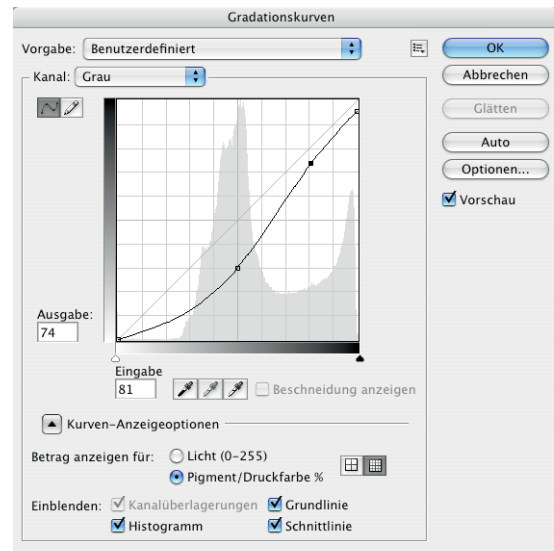 Gradationskurven
Vorgabe: Benutzerdefiniert
OK
Kanal: Grau
Abbrechen
Glätten
Auto
Optionen...
Vorschau
Ausgabe:
74
Eingabe
81
Beschneidung anzeigen
Kurven-Anzeigeoptionen
Betrag anzeigen für: Licht (0–255)
Pigment/Druckfarbe %
Einblenden: Kanalüberlagerungen Grundlinie
Histogramm Schnittlinie